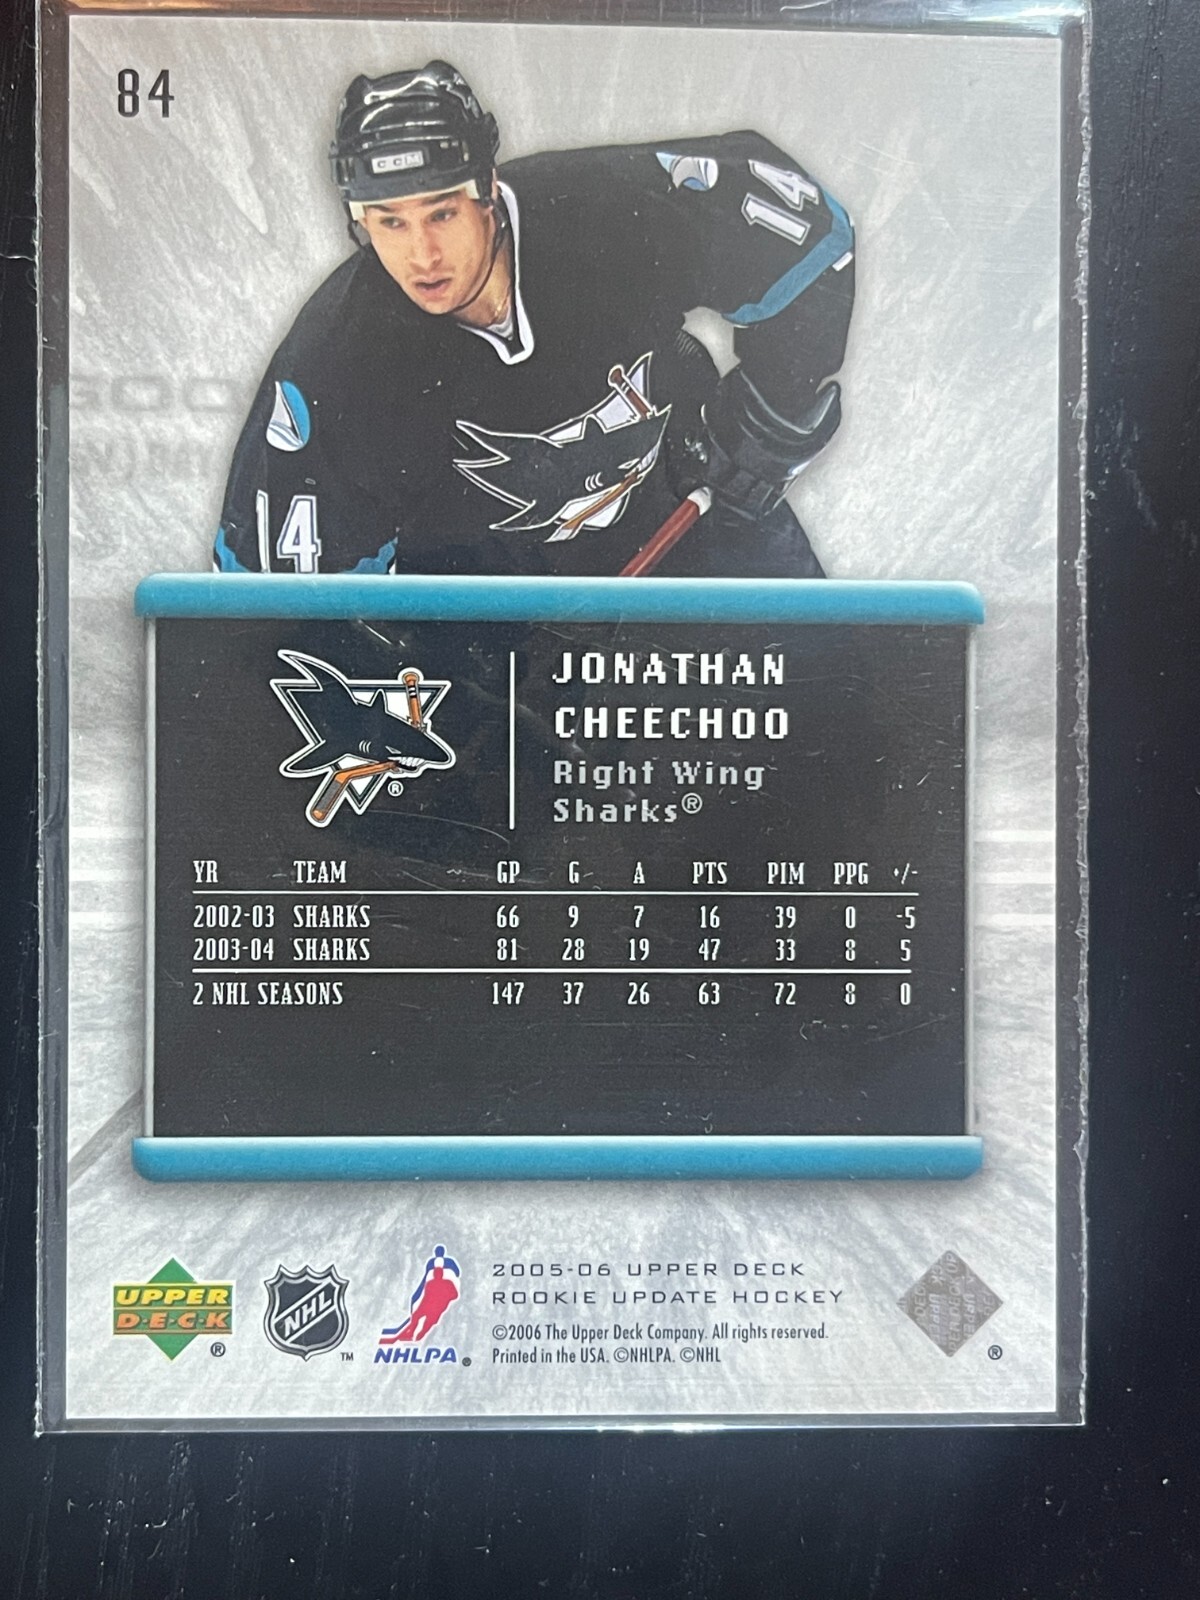 84
CCM
14
14
JONATHAN
CHEECHOO
Right Wing
Sharks®
®
YR TEAM GP G A PTS PIM PPG +/-
2002-03 SHARKS 66 9 7 16 39 0 -5
2003-04 SHARKS 81 28 19 47 33 8 5
2 NHL SEASONS 147 37 26 63 72 8 0
UPPER
DECK
®
NHL
TM
NHLPA®
2005-06 UPPER DECK
ROOKIE UPDATE HOCKEY
©2006 The Upper Deck Company. All rights reserved.
Printed in the USA. ©NHLPA. ©NHL
®